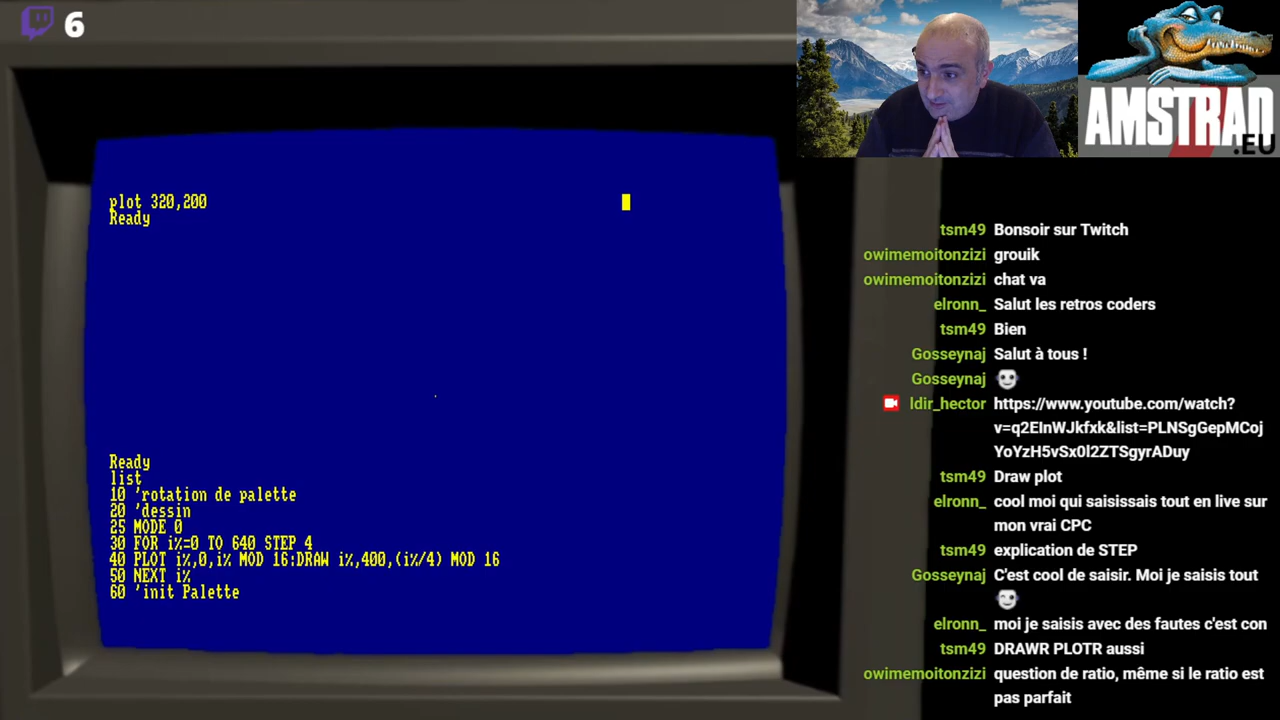 6
AMSTRAD
.EU
plot 320,200
Ready
Ready
list
10 'rotation de palette
20 'dessin
25 MODE 0
30 FOR i%=0 TO 640 STEP 4
40 PLOT i%,0,i% MOD 16:DRAW i%,400,(i%/4) MOD 16
50 NEXT i%
60 'init Palette
tsm49 Bonsoir sur Twitch
owimemoitonzizi grouik
owimemoitonzizi chat va
elronn_ Salut les retros coders
tsm49 Bien
Gosseynaj Salut à tous !
Gosseynaj
ldir_hector https://www.youtube.com/watch?
v=q2EInWJkfxk&list=PLNSgGepMCoj
YoYzH5vSx0l2ZTSgyrADuy
tsm49 Draw plot
elronn_ cool moi qui saisissais tout en live sur
mon vrai CPC
tsm49 explication de STEP
Gosseynaj C'est cool de saisir. Moi je saisis tout
elronn_ moi je saisis avec des fautes c'est con
tsm49 DRAWR PLOTR aussi
owimemoitonzizi question de ratio, même si le ratio est
pas parfait